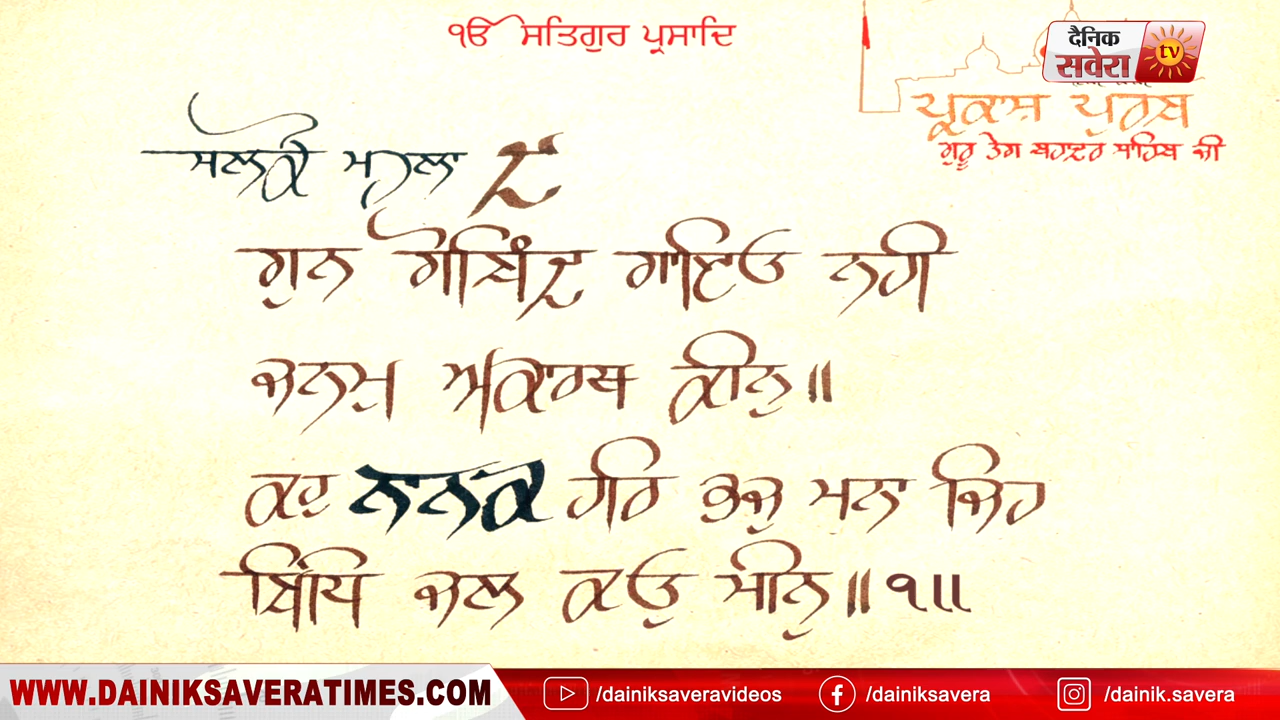 ੴ ਸਤਿਗੁਰ ਪ੍ਰਸਾਦਿ
दैनिक
सवेरा tv
ਪ੍ਰਕਾਸ਼ ਪੁਰਬ
ਗੁਰੂ ਤੇਗ ਬਹਾਦਰ ਸਾਹਿਬ ਜੀ
ਸਲੋਕ ਮਹਲਾ ੯
ਗੁਨ ਗੋਬਿੰਦ ਗਾਇਓ ਨਹੀ
ਜਨਮੁ ਅਕਾਰਥ ਕੀਨੁ॥
ਕਹੁ ਨਾਨਕ ਹਰਿ ਭਜੁ ਮਨਾ ਜਿਹ
ਬਿਧਿ ਜਲ ਕਉ ਮੀਨੁ॥੧॥
WWW.DAINIKSAVERATIMES.COM /dainiksaveravideos /dainiksavera /dainik.savera